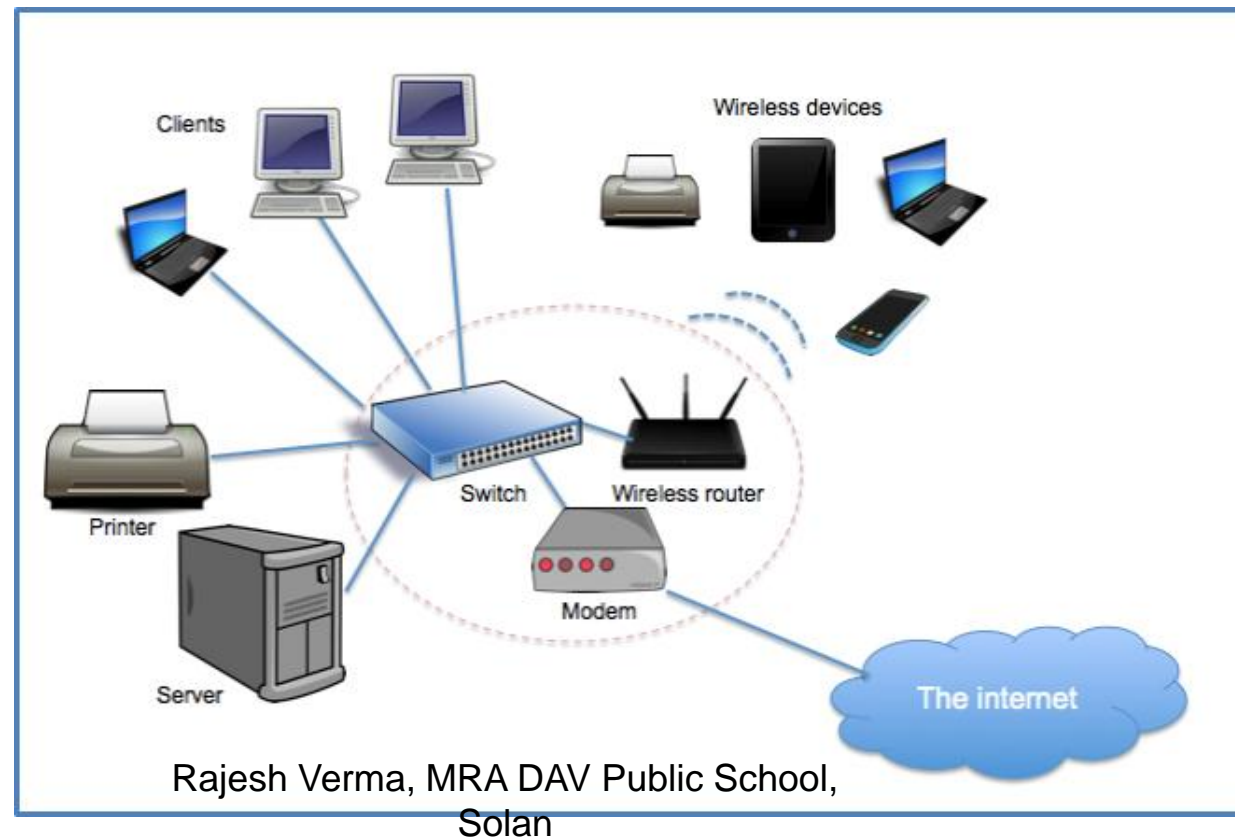 Clients
Wireless devices
Switch
Wireless router
Printer
Modem
Server
The internet
Rajesh Verma, MRA DAV Public School,
Solan